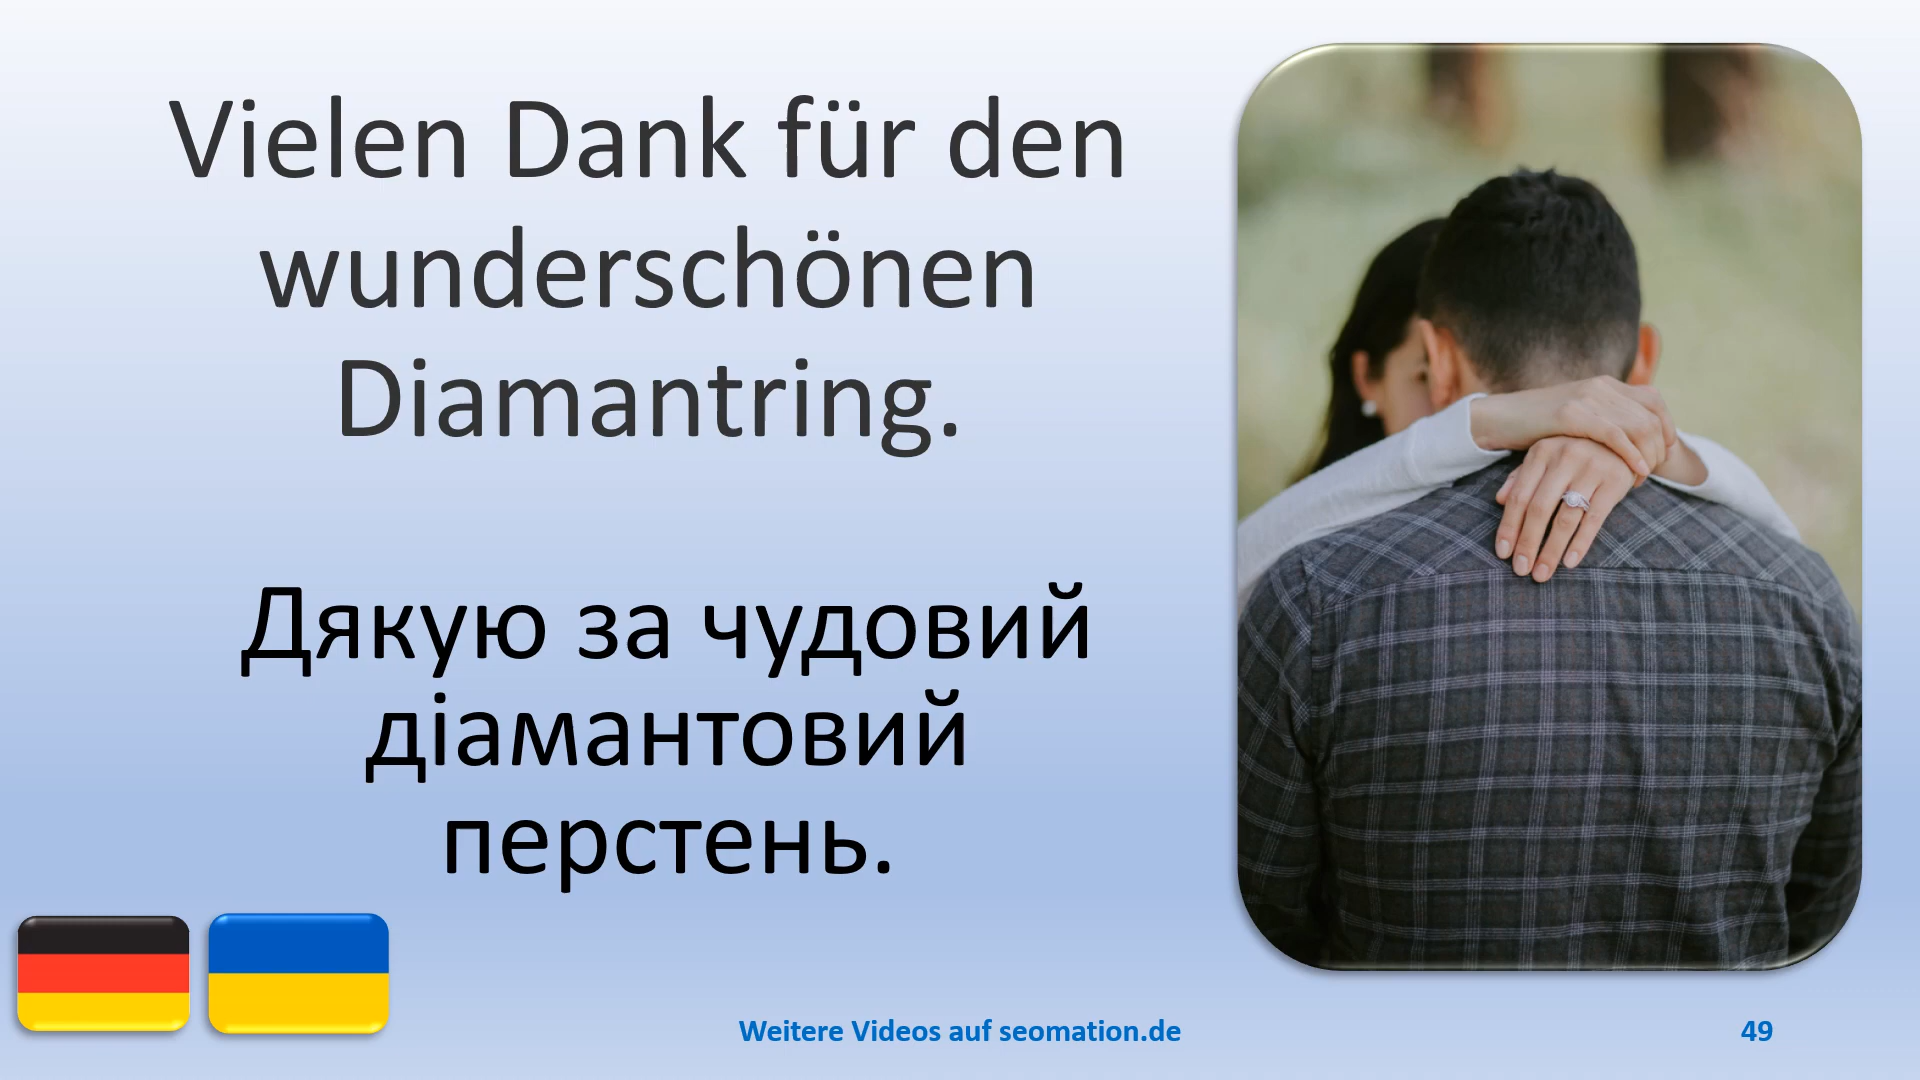 Vielen Dank für den
wunderschönen
Diamantring.
Дякую за чудовий
діамантовий
перстень.
Weitere Videos auf seomation.de
49